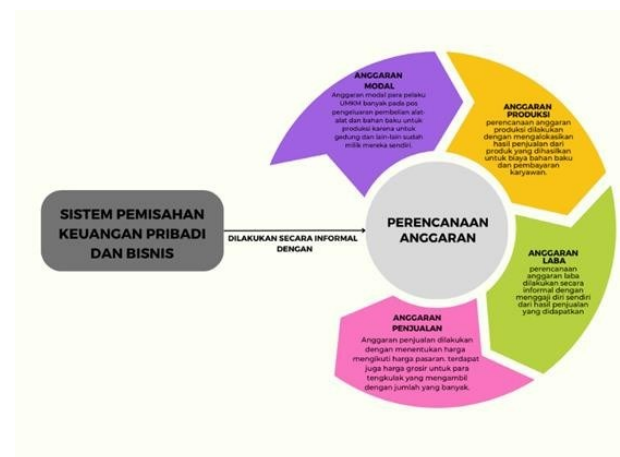 SISTEM PEMISAHAN
KEUANGAN PRIBADI
DAN BISNIS
DILAKUKAN SECARA INFORMAL
DENGAN
PERENCANAAN
ANGGARAN
ANGGARAN
MODAL
Anggaran modal para pelaku
UMKM banyak pada pos
pengeluaran pembelian alat-
alat dan bahan baku untuk
produksi karena untuk
gedung dan lain-lain sudah
milik mereka sendiri.
ANGGARAN
PRODUKSI
perencanaan anggaran
produksi dilakukan
dengan mengalokasikan
hasil penjualan dari
produk yang dihasilkan
untuk biaya bahan baku
dan pembayaran
karyawan.
ANGGARAN
LABA
perencanaan
anggaran laba
dilakukan secara
informal dengan
menggaji diri sendiri
dari hasil penjualan
yang didapatkan
ANGGARAN
PENJUALAN
Anggaran penjualan dilakukan
dengan menentukan harga
mengikuti harga pasaran. terdapat
juga harga grosir untuk para
tengkulak yang mengambil
dengan jumlah yang banyak.